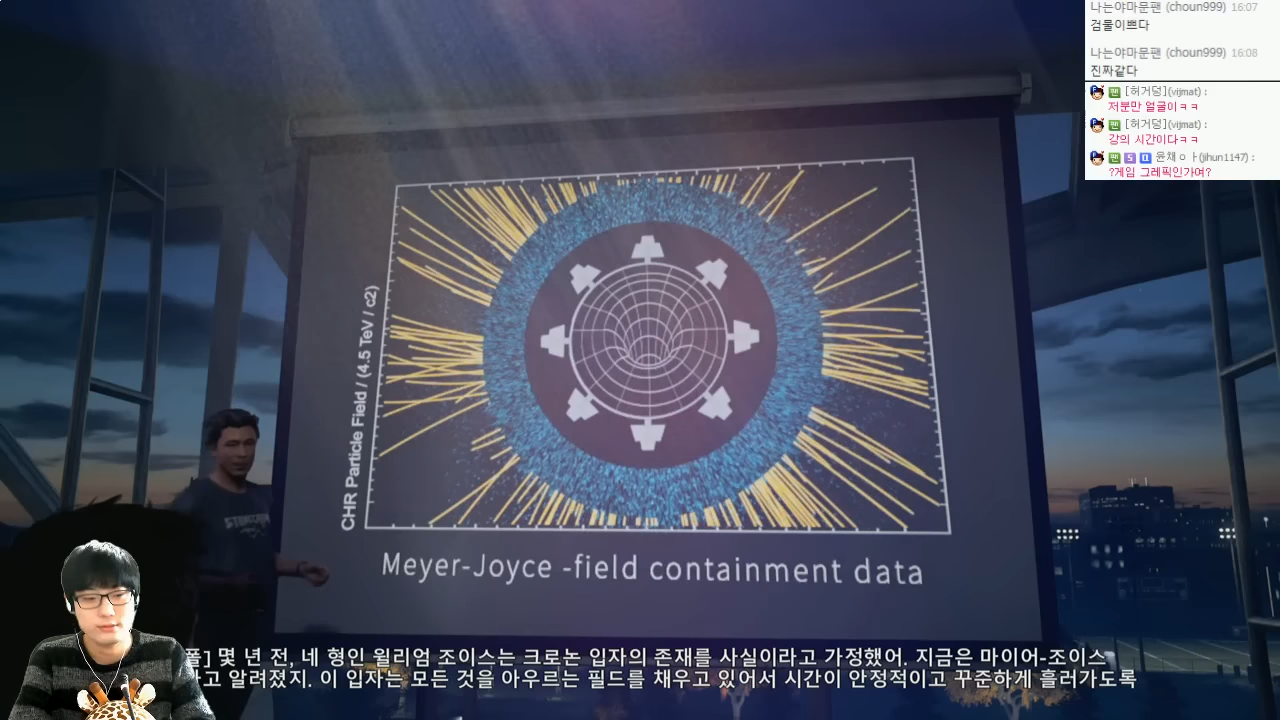 나는야마문팬 (choun999) 16:07
검물이쁘다
나는야마문팬 (choun999) 16:08
진짜같다
팬 [허거덩](vijmat) :
저분만 얼굴이ㅋㅋ
팬 [허거덩](vijmat) :
강의 시간이다ㅋㅋ
팬 S 윤채ㅇㅏ(jihun1147) :
?게임 그레픽인가여?
CHR Particle Field / (4.5 TeV / c2)
Meyer-Joyce -field containment data
폴] 몇 년 전, 네 형인 윌리엄 조이스는 크로논 입자의 존재를 사실이라고 가정했어. 지금은 마이어-조이스
고 알려졌지. 이 입자는 모든 것을 아우르는 필드를 채우고 있어서 시간이 안정적이고 꾸준하게 흘러가도록